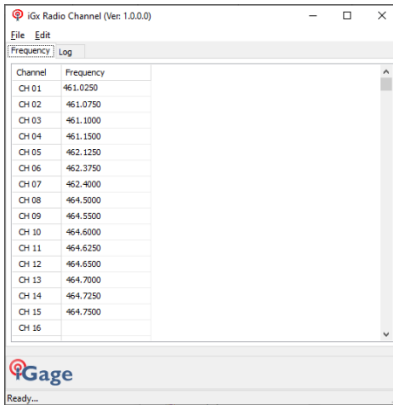 iGx Radio Channel (Ver: 1.0.0.0)
File Edit
Frequency Log
Channel Frequency
CH 01 461.0250
CH 02 461.0750
CH 03 461.1000
CH 04 461.1500
CH 05 462.1250
CH 06 462.3750
CH 07 462.4000
CH 08 464.5000
CH 09 464.5500
CH 10 464.6000
CH 11 464.6250
CH 12 464.6500
CH 13 464.7000
CH 14 464.7250
CH 15 464.7500
CH 16
iGage
Ready...